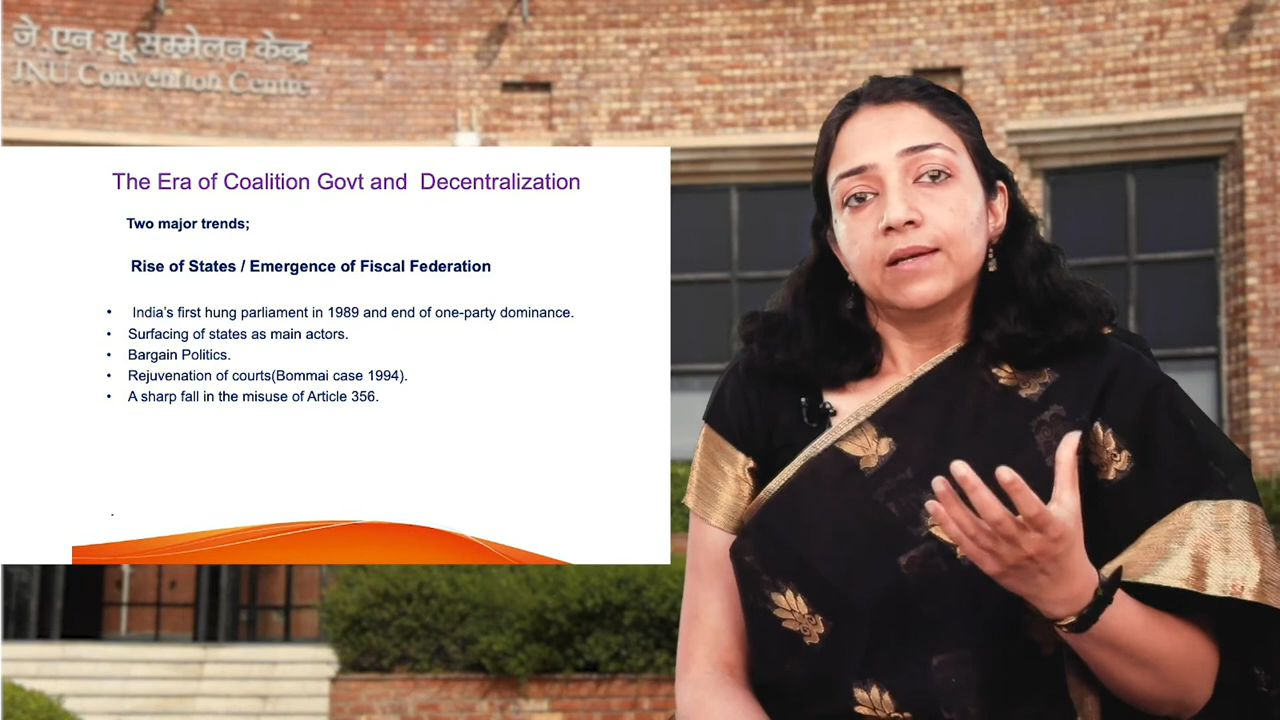 जे.एन.यू.सम्मेलन केन्द्र
JNU Convention Centre
The Era of Coalition Govt and Decentralization
Two major trends;
Rise of States / Emergence of Fiscal Federation
• India's first hung parliament in 1989 and end of one-party dominance.
• Surfacing of states as main actors.
• Bargain Politics.
• Rejuvenation of courts(Bommai case 1994).
• A sharp fall in the misuse of Article 356.
.